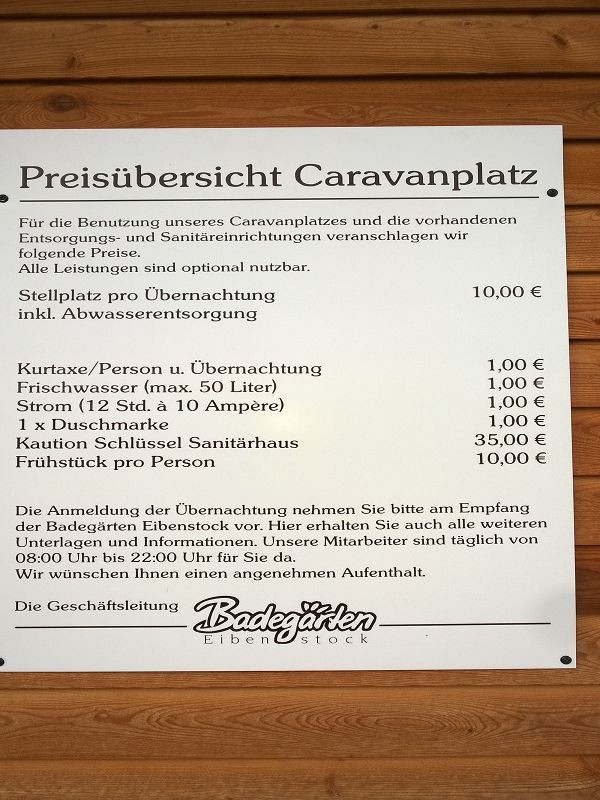 Preisübersicht Caravanplatz
Für die Benutzung unseres Caravanplatzes und die vorhandenen
Entsorgungs- und Sanitäreinrichtungen veranschlagen wir
folgende Preise.
Alle Leistungen sind optional nutzbar.
Stellplatz pro Übernachtung 10,00 €
inkl. Abwasserentsorgung
Kurtaxe/Person u. Übernachtung 1,00 €
Frischwasser (max. 50 Liter) 1,00 €
Strom (12 Std. à 10 Ampère) 1,00 €
1 x Duschmarke 1,00 €
Kaution Schlüssel Sanitärhaus 35,00 €
Frühstück pro Person 10,00 €
Die Anmeldung der Übernachtung nehmen Sie bitte am Empfang
der Badegärten Eibenstock vor. Hier erhalten Sie auch alle weiteren
Unterlagen und Informationen. Unsere Mitarbeiter sind täglich von
08:00 Uhr bis 22:00 Uhr für Sie da.
Wir wünschen Ihnen einen angenehmen Aufenthalt.
Die Geschäftsleitung Badegärten
Eibenstock